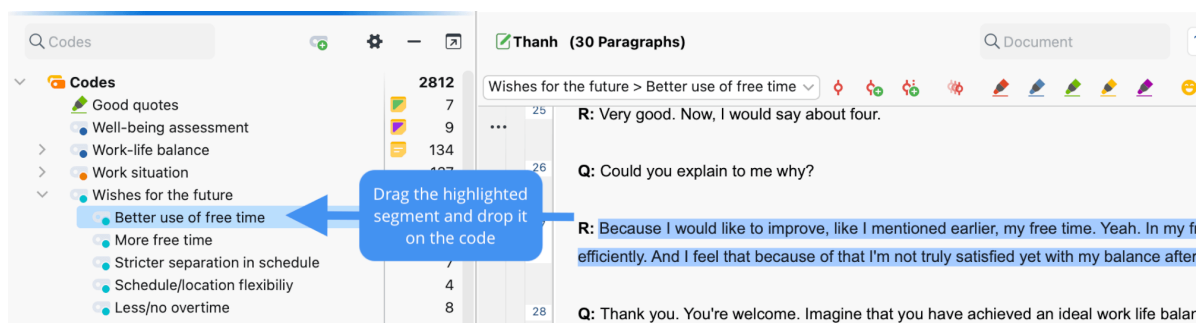 Codes
Thanh (30 Paragraphs)
Document
Codes 2812
Wishes for the future > Better use of free time
Good quotes 7
Well-being assessment 9
Work-life balance 134
Work situation
Wishes for the future
Better use of free time
More free time
Stricter separation in schedule 7
Schedule/location flexibiliy 4
Less/no overtime 8
Drag the highlighted
segment and drop it
on the code
25
R: Very good. Now, I would say about four.
26
Q: Could you explain to me why?
R: Because I would like to improve, like I mentioned earlier, my free time. Yeah. In my
efficiently. And I feel that because of that I'm not truly satisfied yet with my balance after
28
Q: Thank you. You're welcome. Imagine that you have achieved an ideal work life